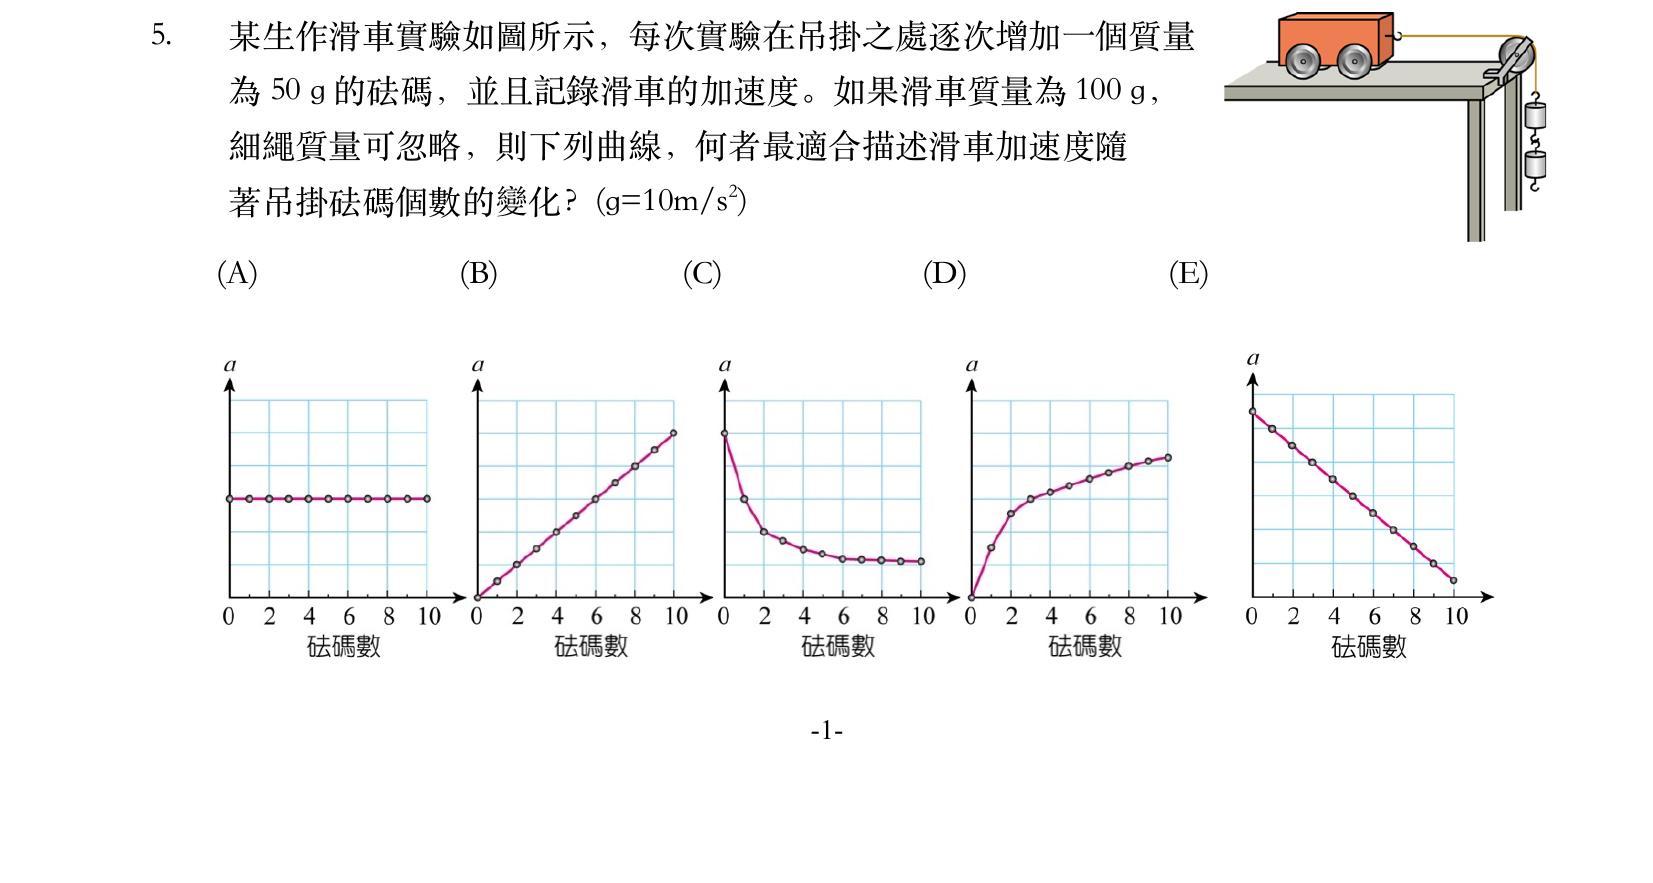 5. 某生作滑車實驗如圖所示，每次實驗在吊掛之處逐次增加一個質量
為 50 g 的砝碼，並且記錄滑車的加速度。如果滑車質量為 100 g，
細繩質量可忽略，則下列曲線，何者最適合描述滑車加速度隨
著吊掛砝碼個數的變化？(g=10m/s²)
(A) (B) (C) (D) (E)
a a a a a
0 2 4 6 8 10 0 2 4 6 8 10 0 2 4 6 8 10 0 2 4 6 8 10 0 2 4 6 8 10
砝碼數 砝碼數 砝碼數 砝碼數 砝碼數
-1-